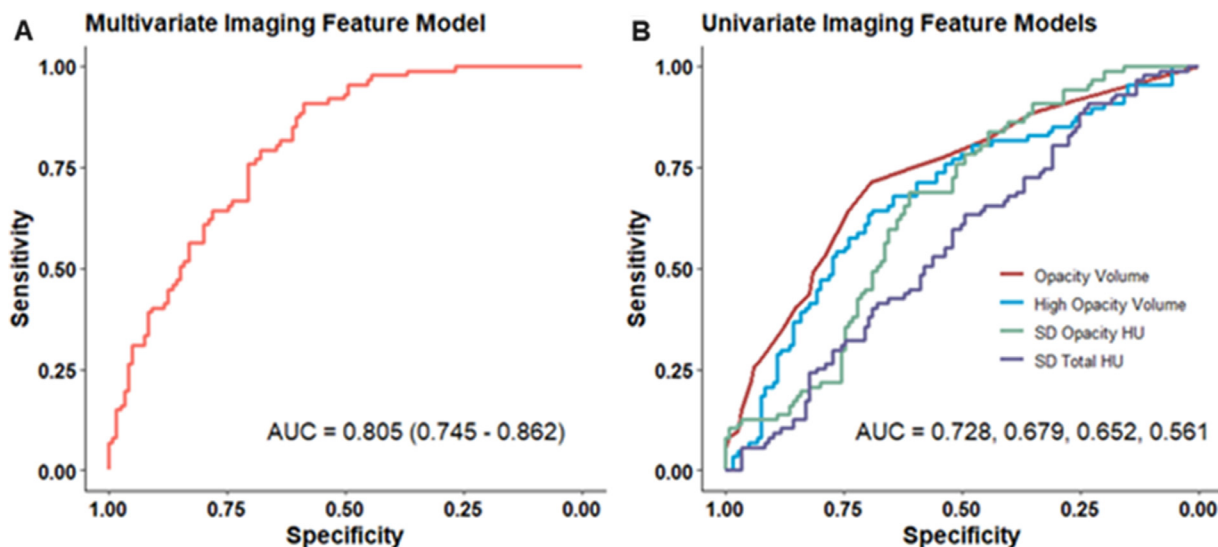 A Multivariate Imaging Feature Model
Sensitivity
1.00
0.75
0.50
0.25
0.00
AUC = 0.805 (0.745 - 0.862)
1.00 0.75 0.50 0.25 0.00
Specificity
B Univariate Imaging Feature Models
Sensitivity
1.00
0.75
0.50
0.25
0.00
Opacity Volume
High Opacity Volume
SD Opacity HU
SD Total HU
AUC = 0.728, 0.679, 0.652, 0.561
1.00 0.75 0.50 0.25 0.00
Specificity